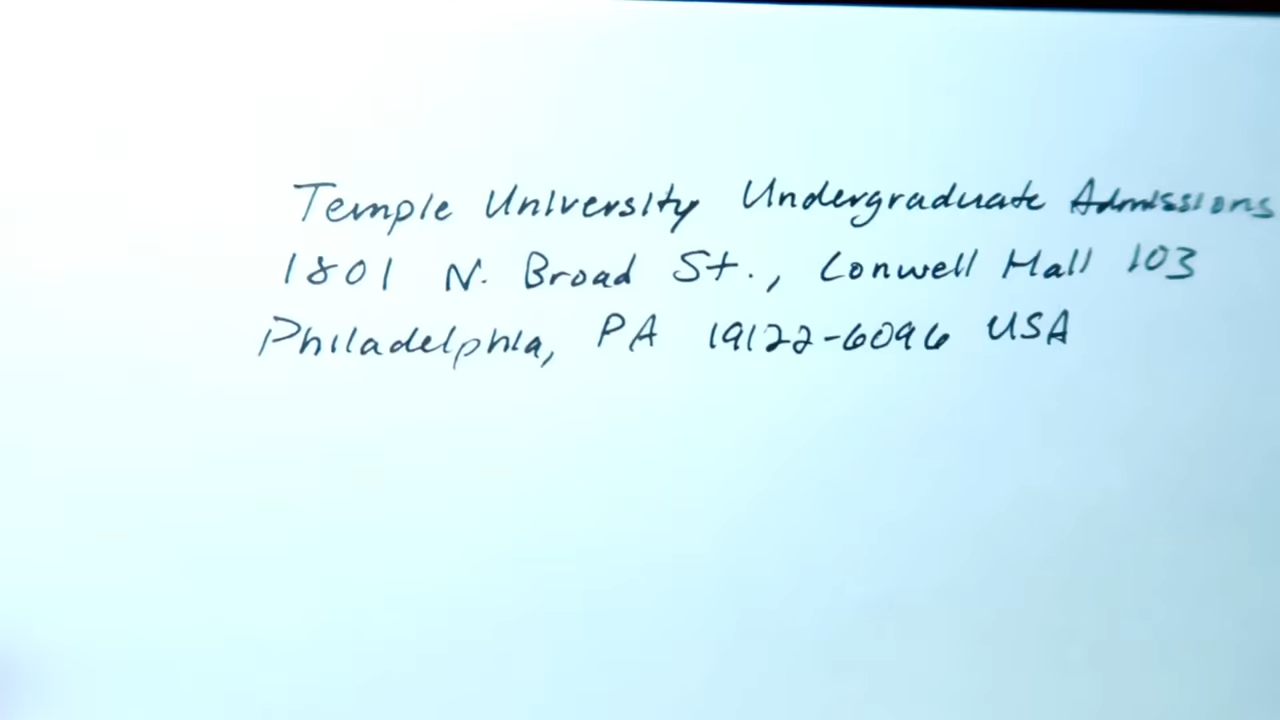 Temple University Undergraduate Admissions
1801 N. Broad St., Conwell Hall 103
Philadelphia, PA 19122-6096 USA